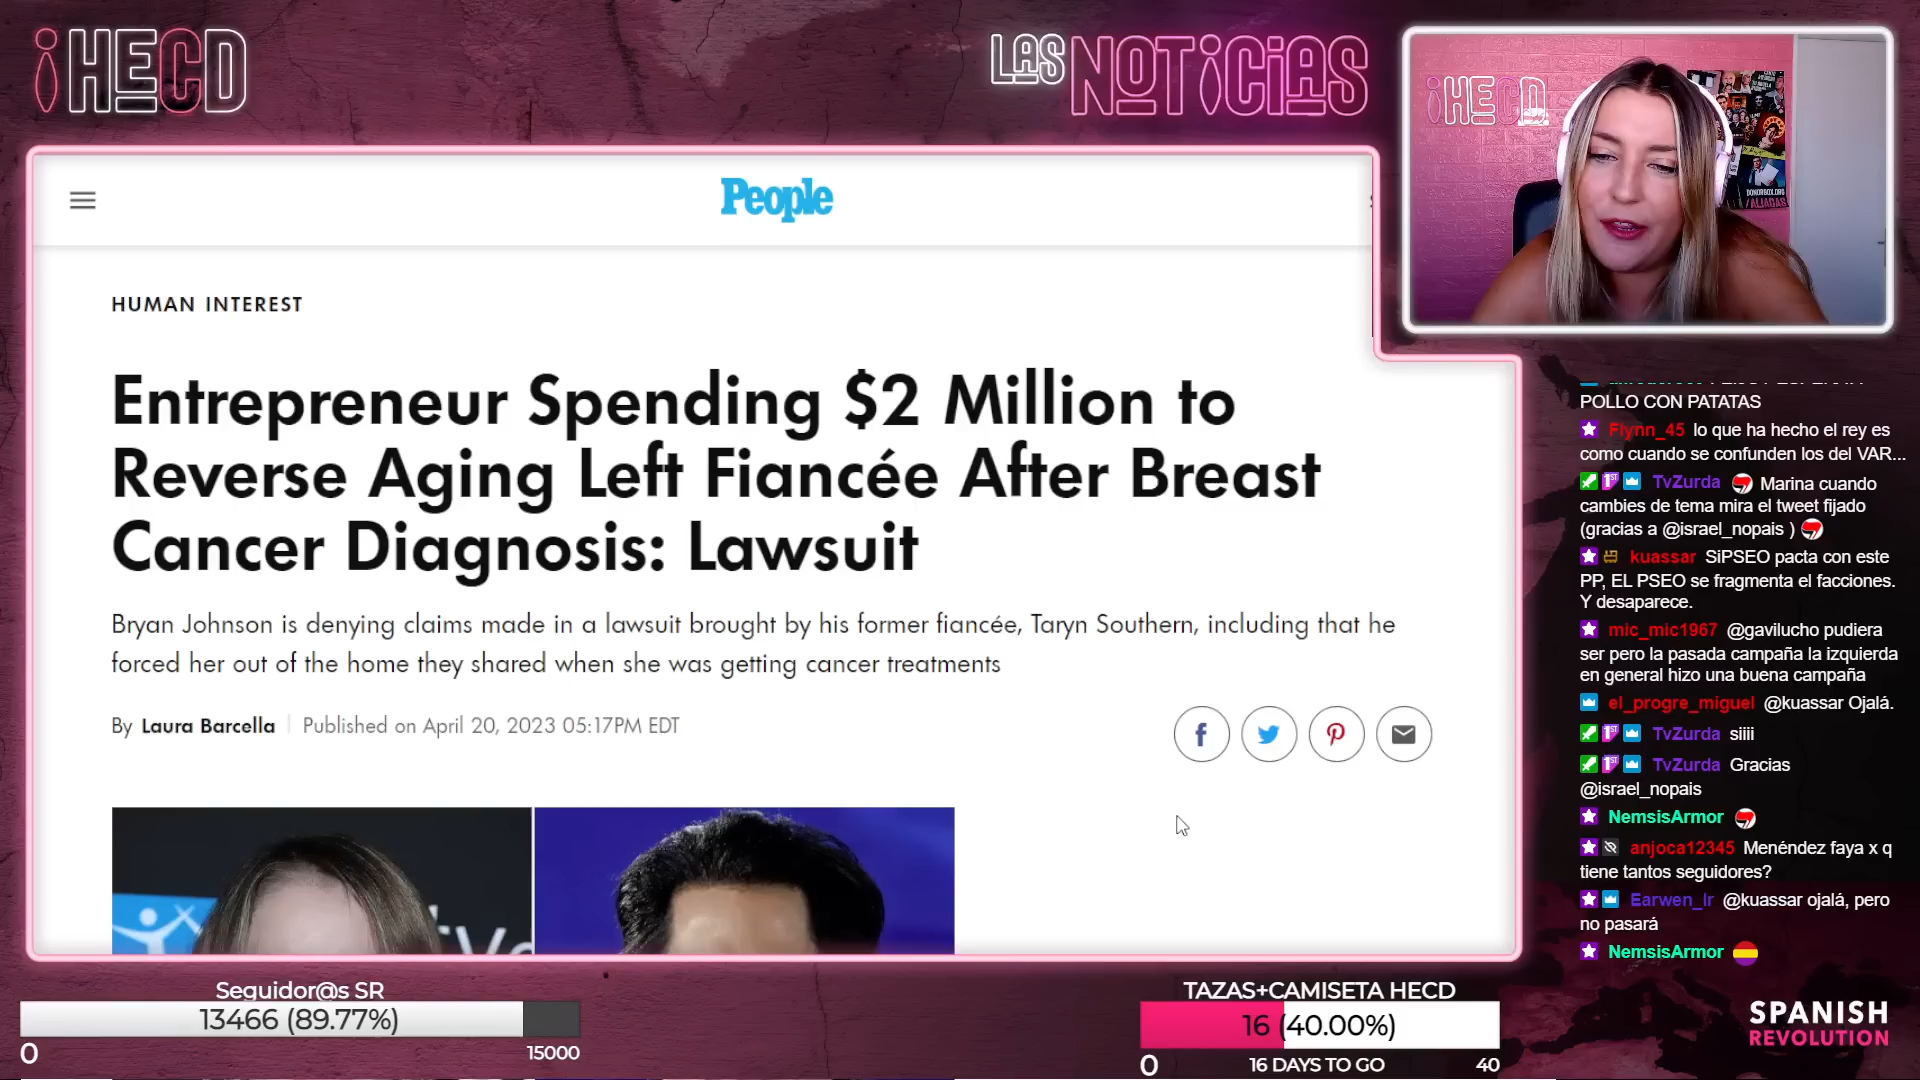 ¡HECD
LAS NOTICIAS
¡HECD
DONORBOX.ORG
/ALIADAS
People
HUMAN INTEREST
Entrepreneur Spending $2 Million to
Reverse Aging Left Fiancée After Breast
Cancer Diagnosis: Lawsuit
Bryan Johnson is denying claims made in a lawsuit brought by his former fiancée, Taryn Southern, including that he
forced her out of the home they shared when she was getting cancer treatments
By Laura Barcella Published on April 20, 2023 05:17PM EDT
POLLO CON PATATAS
Flynn_45 lo que ha hecho el rey es
como cuando se confunden los del VAR...
TvZurda Marina cuando
cambies de tema mira el tweet fijado
(gracias a @israel_nopais )
kuassar SiPSEO pacta con este
PP, EL PSEO se fragmenta el facciones.
Y desaparece.
mic_mic1967 @gavilucho pudiera
ser pero la pasada campaña la izquierda
en general hizo una buena campaña
el_progre_miguel @kuassar Ojalá.
TvZurda siiii
TvZurda Gracias
@israel_nopais
NemsisArmor
anjoca12345 Menéndez faya x q
tiene tantos seguidores?
Earwen_lr @kuassar ojalá, pero
no pasará
NemsisArmor
Seguidor@s SR
13466 (89.77%)
0 15000
TAZAS+CAMISETA HECD
16 (40.00%)
0 16 DAYS TO GO 40
SPANISH
REVOLUTION